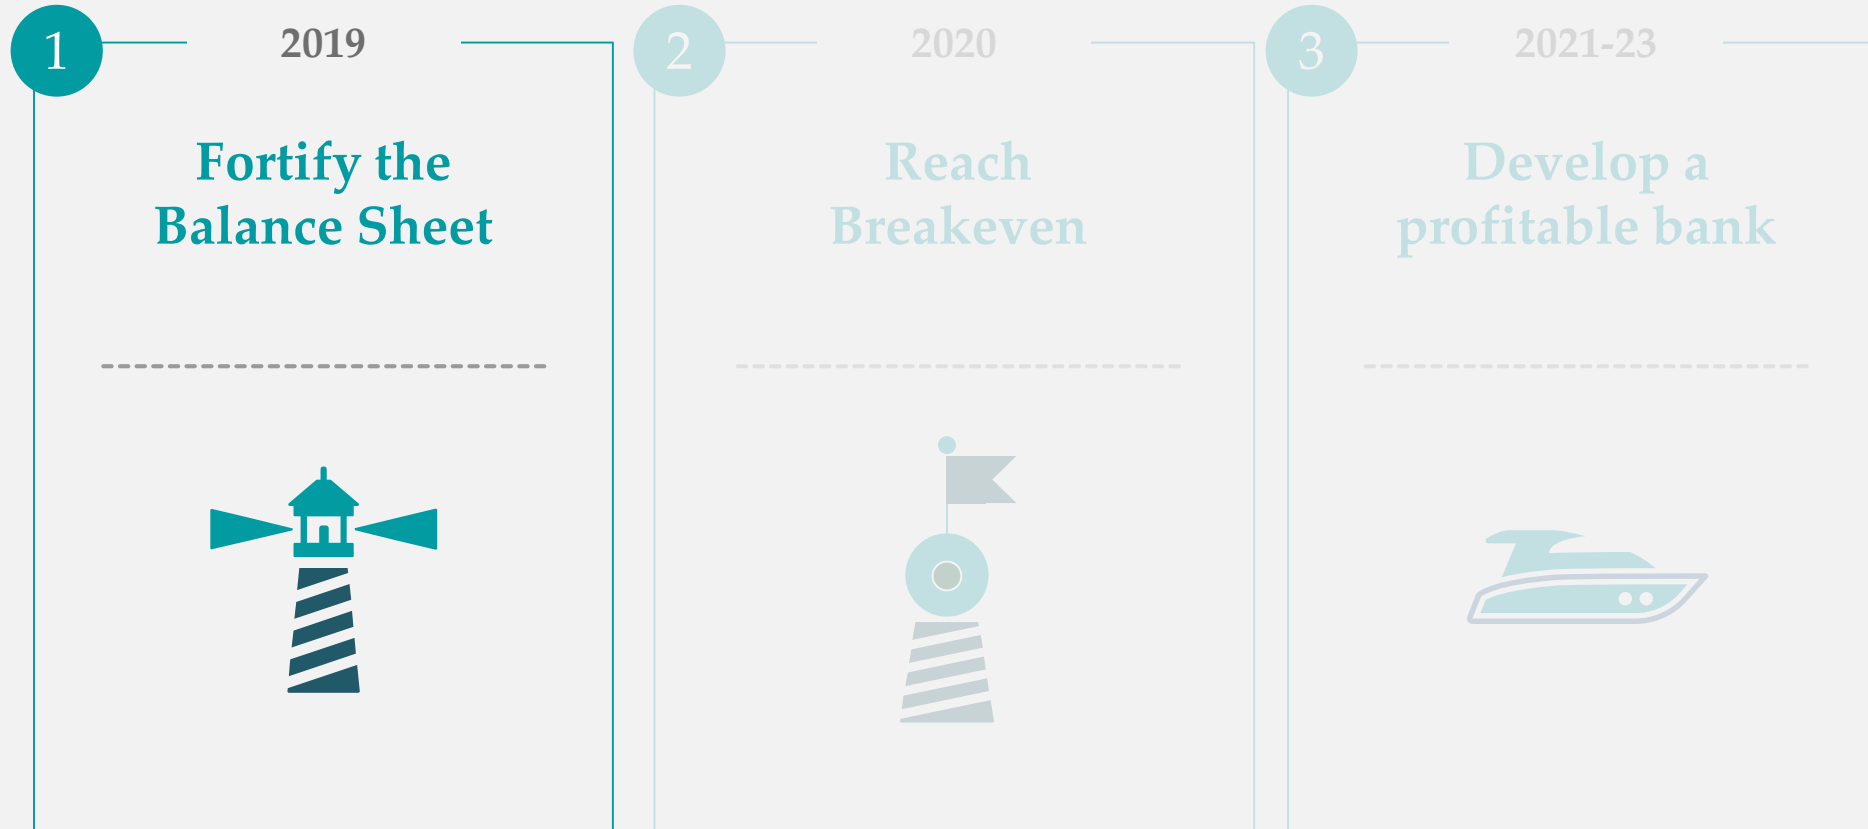 1
2019
Fortify the
Balance Sheet
2
2020
Reach
Breakeven
3
2021-23
Develop a
profitable bank